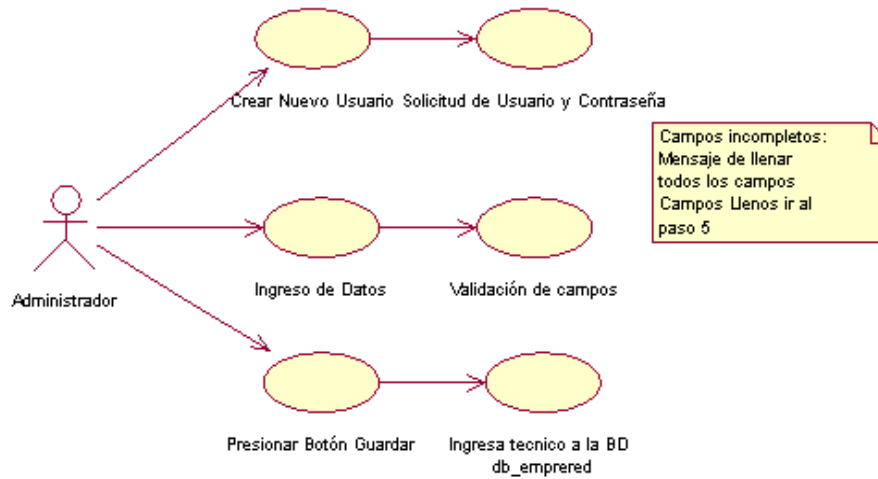 Crear Nuevo Usuario Solicitud de Usuario y Contraseña
Campos incompletos:
Mensaje de llenar
todos los campos
Campos Llenos ir al
paso 5
Administrador
Ingreso de Datos
Validación de campos
Presionar Botón Guardar
Ingresa tecnico a la BD
db_emprered